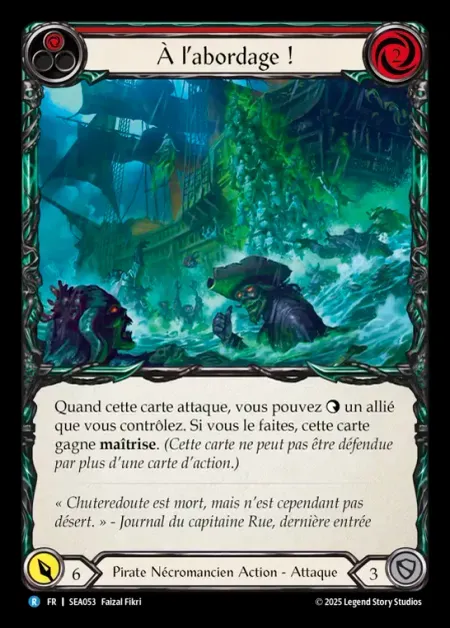 À l'abordage !
2
Quand cette carte attaque, vous pouvez un allié
que vous contrôlez. Si vous le faites, cette carte
gagne maîtrise. (Cette carte ne peut pas être défendue
par plus d'une carte d'action.)
« Chuteredoute est mort, mais n'est cependant pas
désert. » - Journal du capitaine Rue, dernière entrée
6
Pirate Nécromancien Action - Attaque
3
R FR | SEA053 Faizal Fikri
© 2025 Legend Story Studios